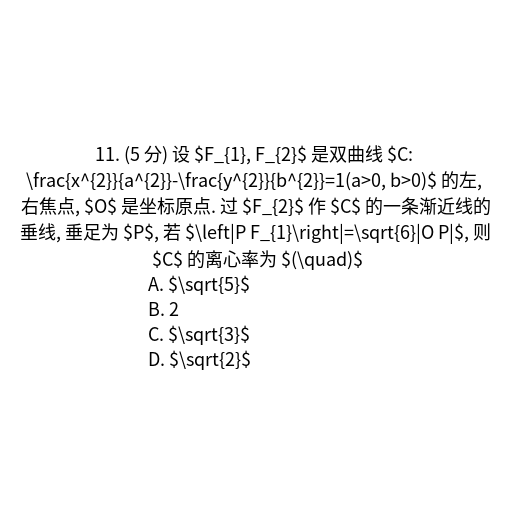 11. (5 分) 设 $F_{1}, F_{2}$ 是双曲线 $C:
\frac{x^{2}}{a^{2}}-\frac{y^{2}}{b^{2}}=1(a>0, b>0)$ 的左,
右焦点, $O$ 是坐标原点. 过 $F_{2}$ 作 $C$ 的一条渐近线的
垂线, 垂足为 $P$, 若 $\left|P F_{1}\right|=\sqrt{6}|O P|$, 则
$C$ 的离心率为 $(\quad)$
A. $\sqrt{5}$
B. 2
C. $\sqrt{3}$
D. $\sqrt{2}$